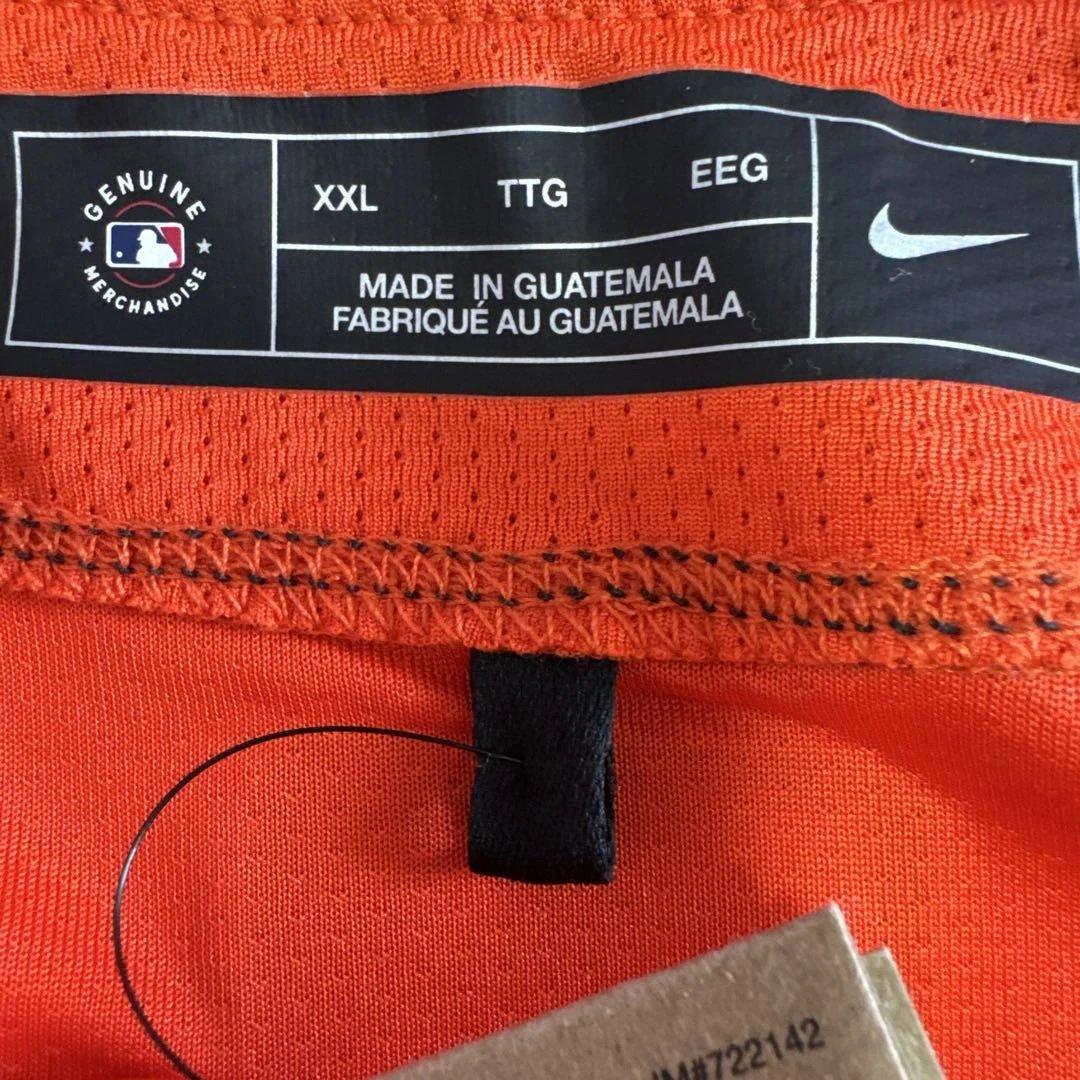 GENUINE
MERCHANDISE
XXL TTG EEG
MADE IN GUATEMALA
FABRIQUÉ AU GUATEMALA
M#722142